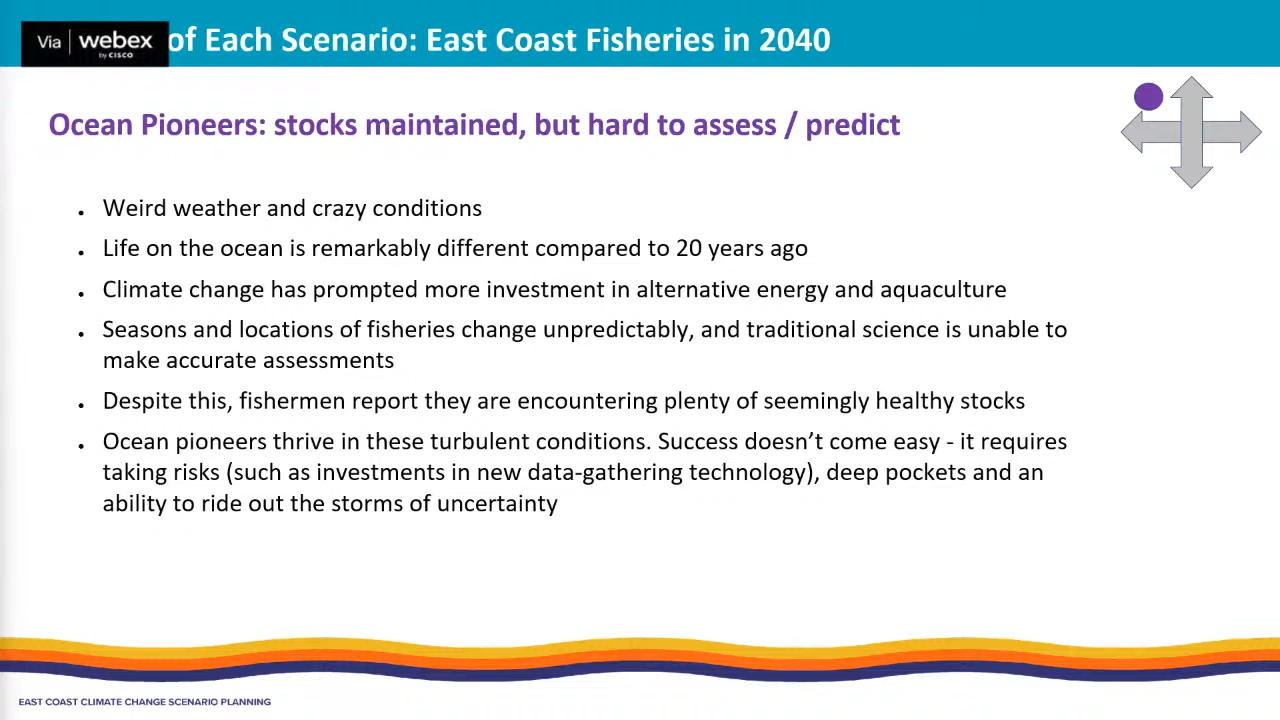 Via webex
by CISCO
of Each Scenario: East Coast Fisheries in 2040
Ocean Pioneers: stocks maintained, but hard to assess / predict
• Weird weather and crazy conditions
• Life on the ocean is remarkably different compared to 20 years ago
• Climate change has prompted more investment in alternative energy and aquaculture
• Seasons and locations of fisheries change unpredictably, and traditional science is unable to
make accurate assessments
• Despite this, fishermen report they are encountering plenty of seemingly healthy stocks
• Ocean pioneers thrive in these turbulent conditions. Success doesn’t come easy - it requires
taking risks (such as investments in new data-gathering technology), deep pockets and an
ability to ride out the storms of uncertainty
EAST COAST CLIMATE CHANGE SCENARIO PLANNING